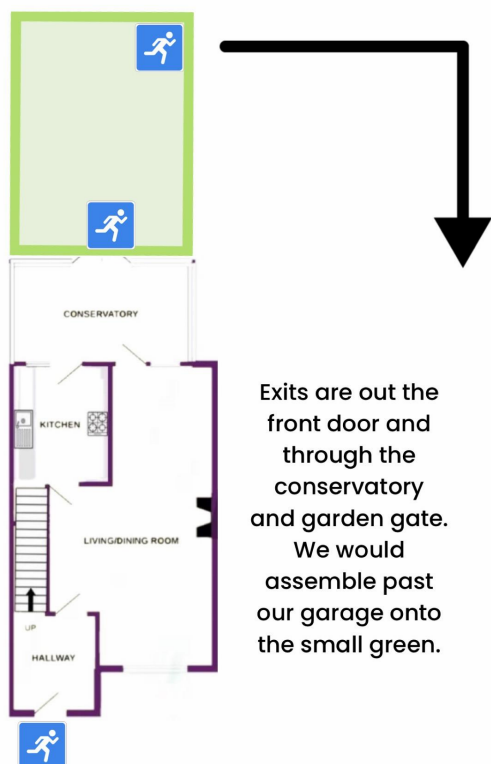 CONSERVATORY
KITCHEN
LIVING/DINING ROOM
UP
HALLWAY
Exits are out the
front door and
through the
conservatory
and garden gate.
We would
assemble past
our garage onto
the small green.